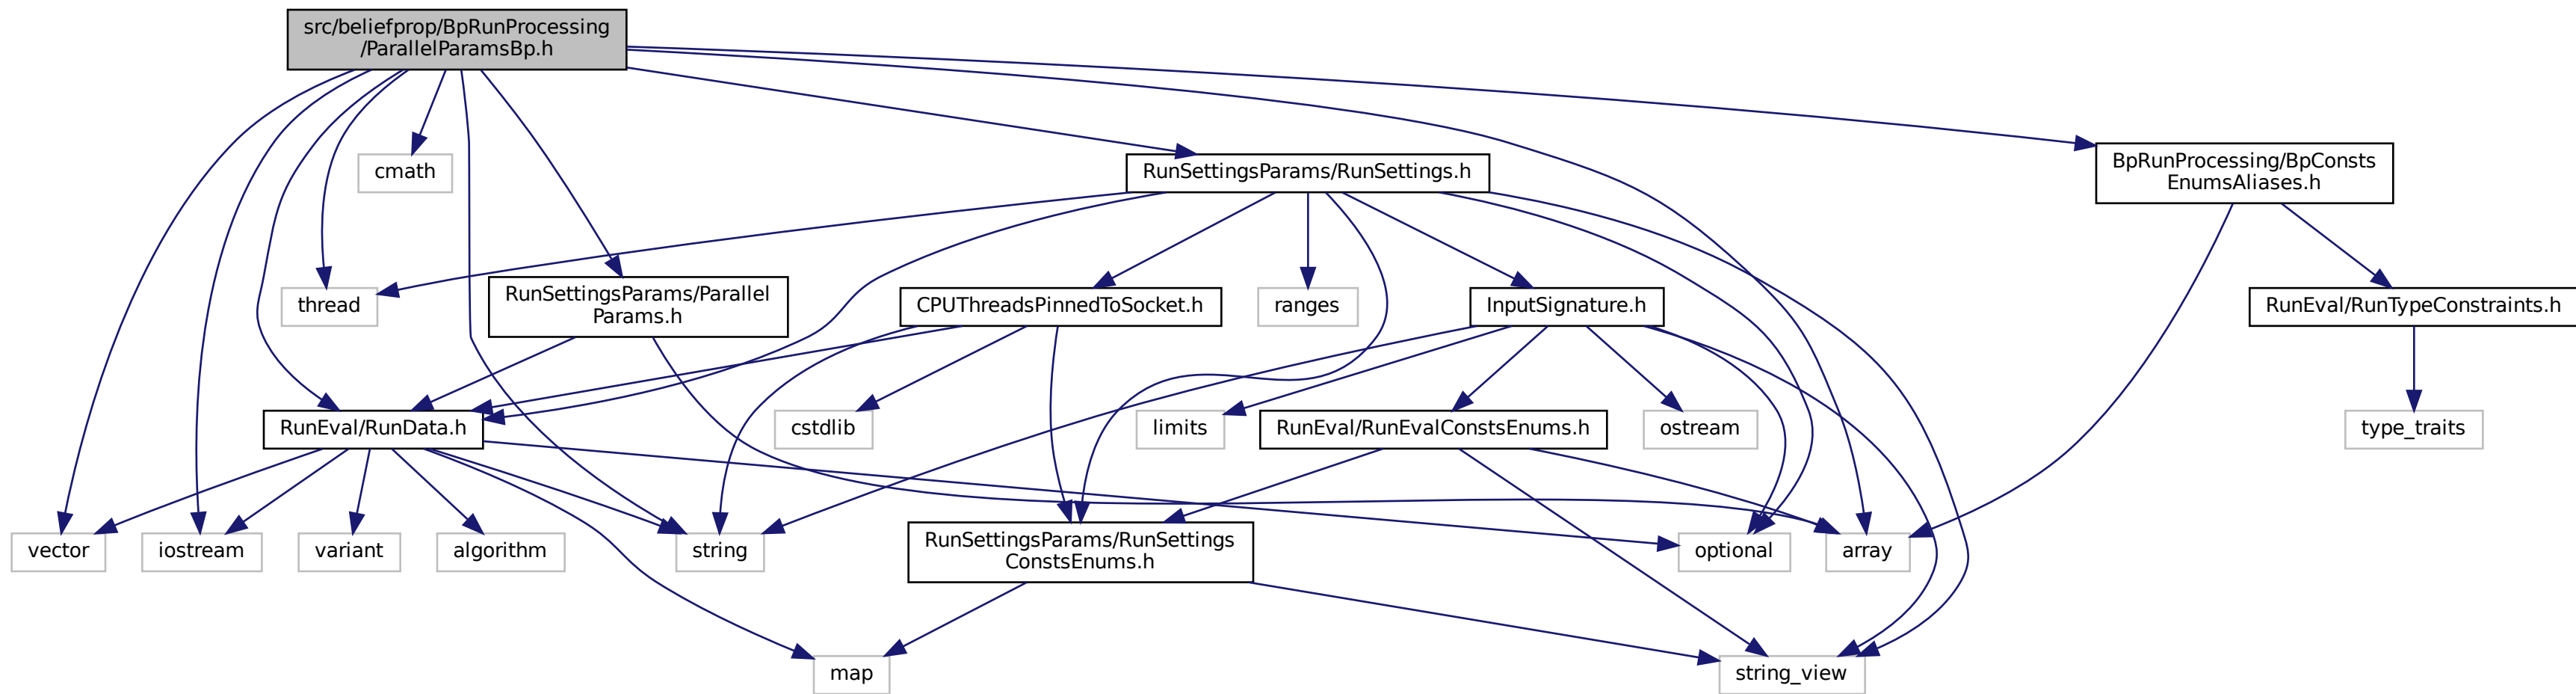 src/beliefprop/BpRunProcessing
/ParallelParamsBp.h
cmath
RunSettingsParams/RunSettings.h
BpRunProcessing/BpConsts
EnumsAliases.h
thread
RunSettingsParams/Parallel
Params.h
CPUThreadsPinnedToSocket.h
ranges
InputSignature.h
RunEval/RunTypeConstraints.h
RunEval/RunData.h
cstdlib
limits
RunEval/RunEvalConstsEnums.h
ostream
type_traits
vector
iostream
variant
algorithm
string
RunSettingsParams/RunSettings
ConstsEnums.h
optional
array
map
string_view